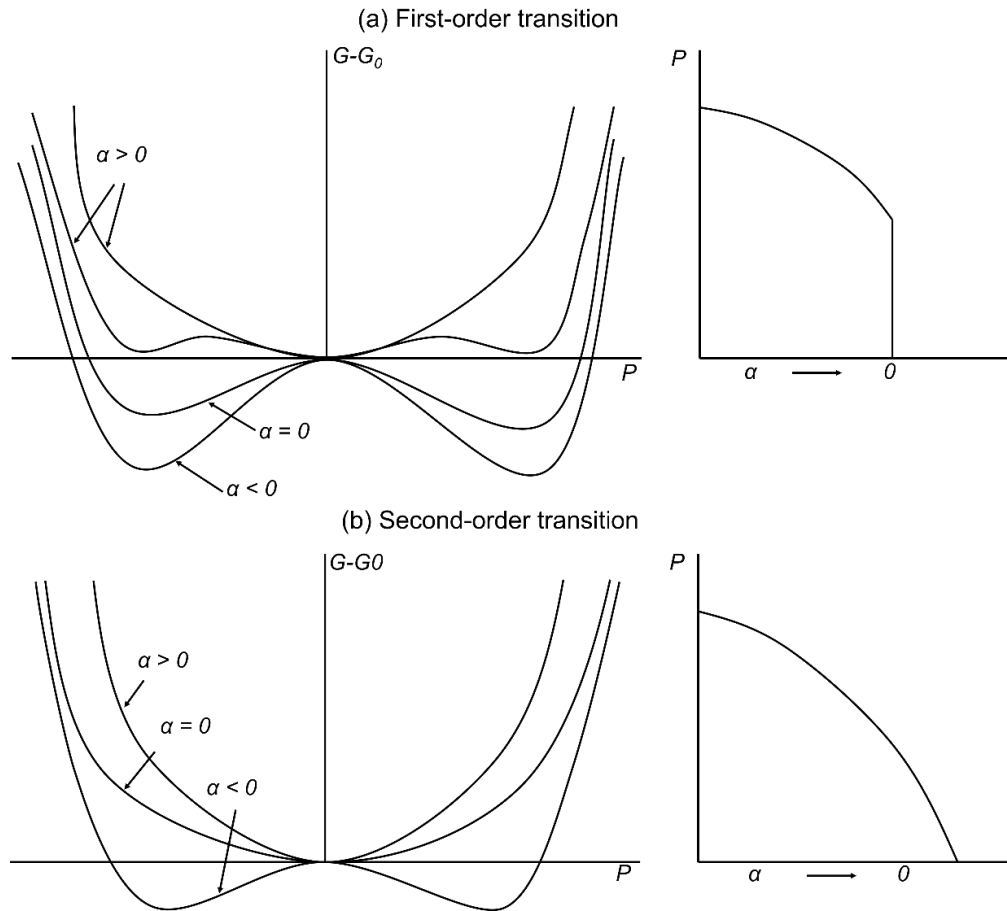 (a) First-order transition
G-G₀
P
α > 0
P
α = 0
α < 0
α
0
(b) Second-order transition
G-G0
P
α > 0
α = 0
α < 0
P
α
0